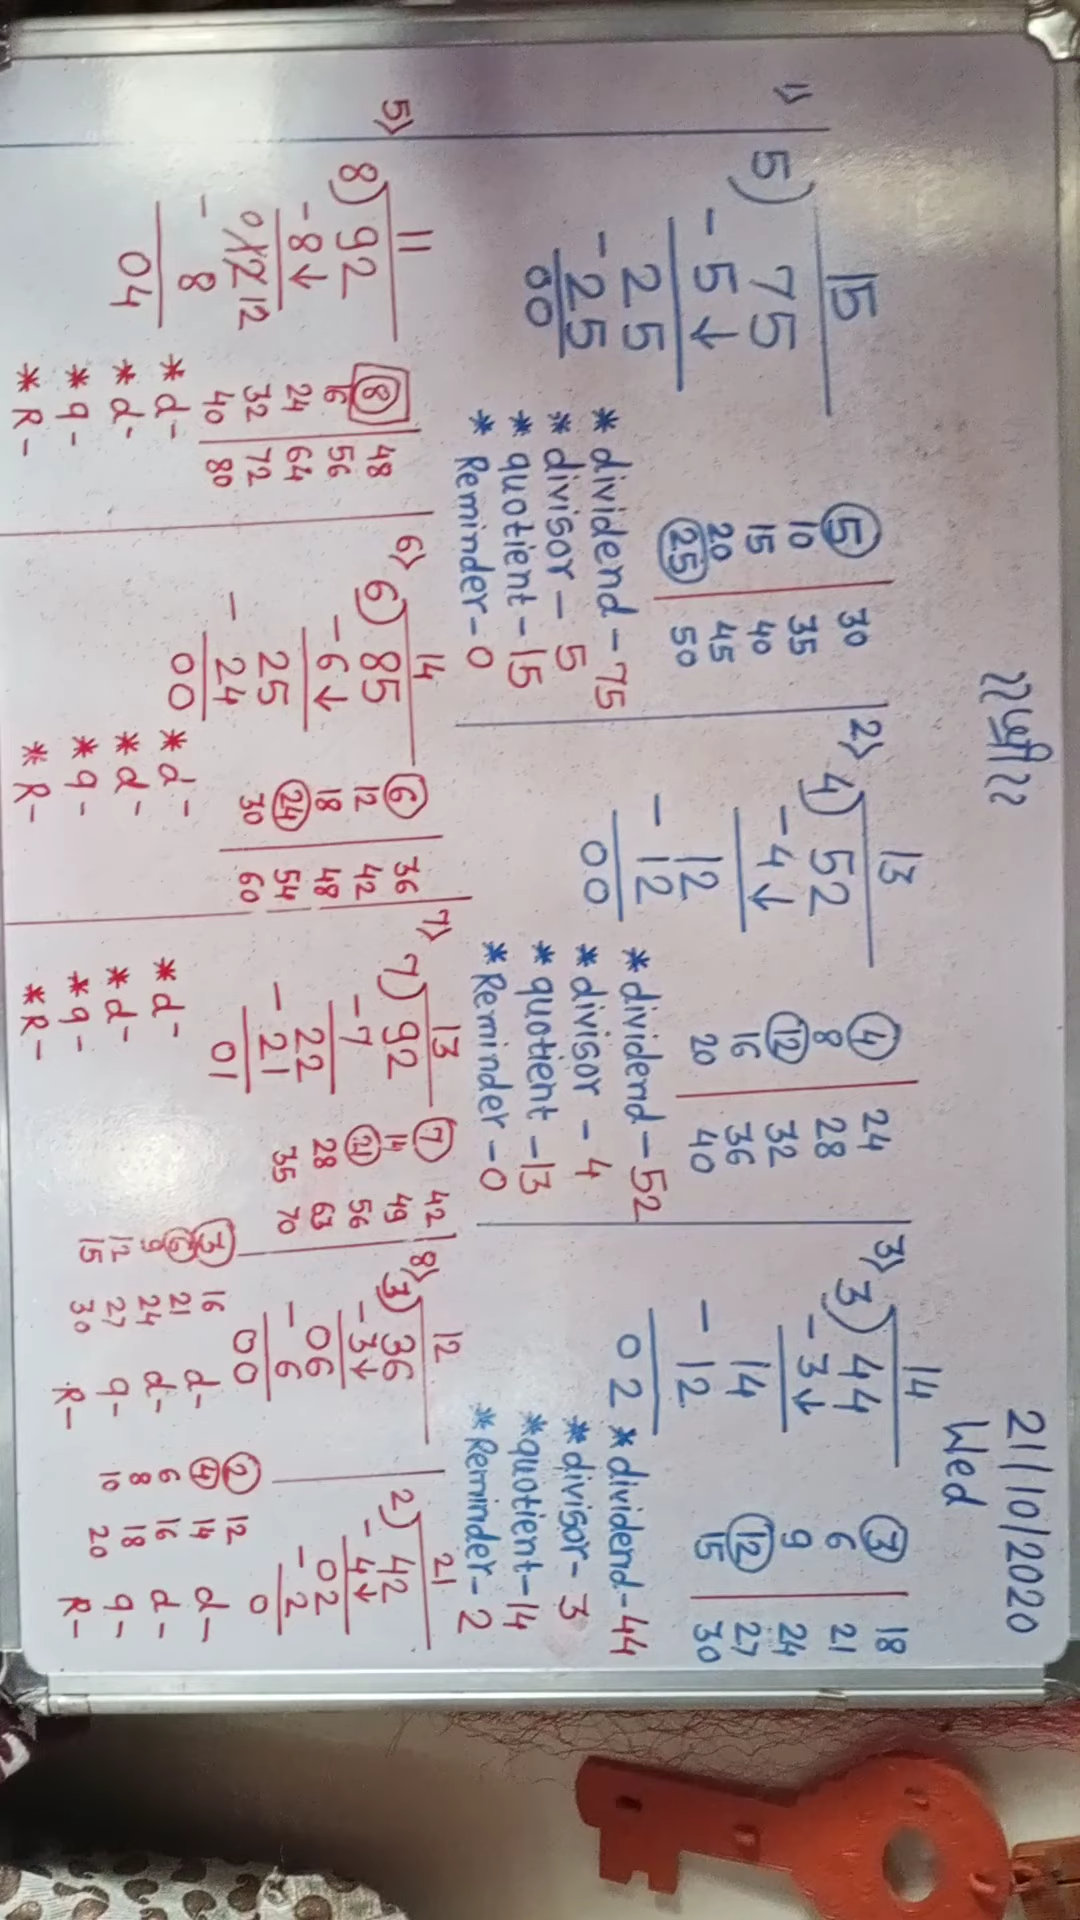 ॥ श्री ॥
21/10/2020
Wed
1)
15
5) 75
- 5↓
25
- 25
00
5 | 30
10 | 35
15 | 40
20 | 45
25 | 50
* dividend - 75
* divisor - 5
* quotient - 15
* Reminder - 0
2)
13
4) 52
- 4↓
12
- 12
00
4 | 24
8 | 28
12 | 32
16 | 36
20 | 40
* dividend - 52
* divisor - 4
* quotient - 13
* Reminder - 0
3)
14
3) 44
- 3↓
14
- 12
02
3 | 18
6 | 21
9 | 24
12 | 27
15 | 30
* dividend - 44
* divisor - 3
* quotient - 14
* Reminder - 2
5)
11
8) 92
- 8↓
12
- 8
04
8 | 48
16 | 56
24 | 64
32 | 72
40 | 80
* d -
* d -
* q -
* R -
6)
14
6) 85
- 6↓
25
- 24
00
6 | 36
12 | 42
18 | 48
24 | 54
30 | 60
* d -
* d -
* q -
* R -
7)
13
7) 92
- 7
22
- 21
01
7 42
14 49
21 56
28 63
35 70
* d -
* d -
* q -
* R -
8)
12
3) 36
- 3↓
06
- 6
00
3 16
6 21
9 24
12 27
15 30
d -
d -
q -
R -
21
2) 42
- 4↓
02
- 2
0
2 12
4 14
6 16
8 18
10 20
d -
d -
q -
R -